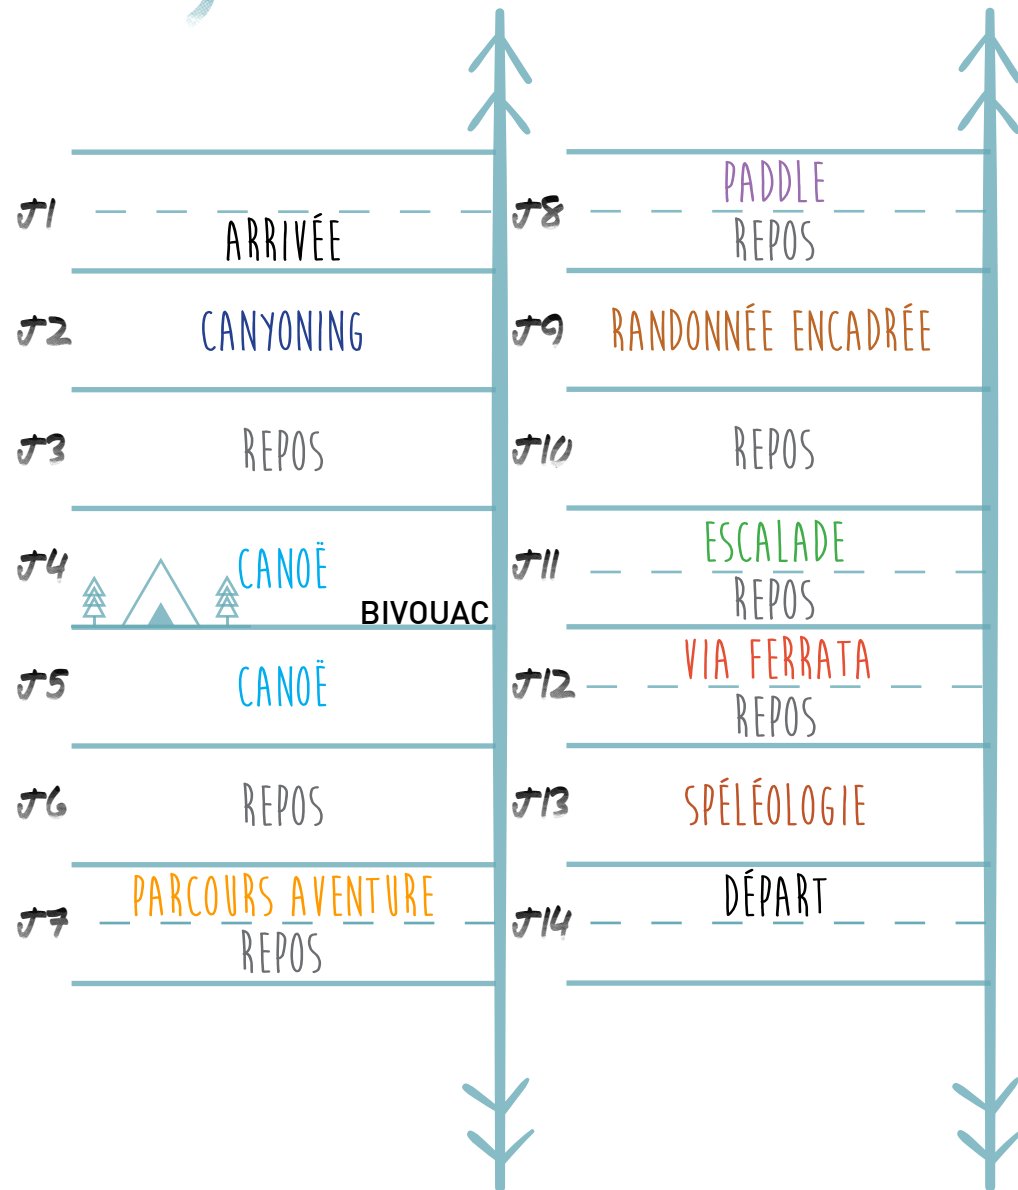 J1
ARRIVÉE
J2
CANYONING
J3
REPOS
J4
CANOË
BIVOUAC
J5
CANOË
J6
REPOS
J7
PARCOURS AVENTURE
REPOS
J8
PADDLE
REPOS
J9
RANDONNÉE ENCADRÉE
J10
REPOS
J11
ESCALADE
REPOS
J12
VIA FERRATA
REPOS
J13
SPÉLÉOLOGIE
J14
DÉPART